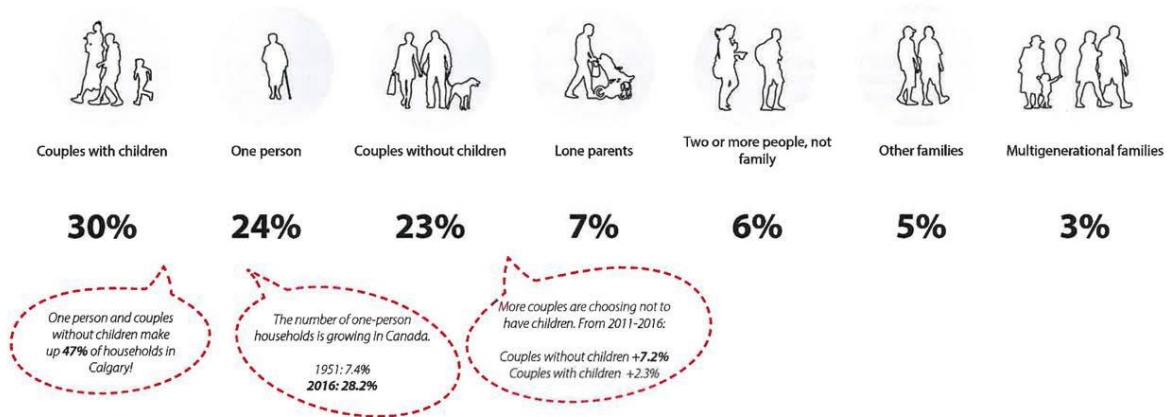 Couples with children
One person
Couples without children
Lone parents
Two or more people, not
family
Other families
Multigenerational families
30%
24%
23%
7%
6%
5%
3%
One person and couples
without children make
up 47% of households in
Calgary!
The number of one-person
households is growing in Canada.
1951: 7.4%
2016: 28.2%
More couples are choosing not to
have children. From 2011-2016:
Couples without children +7.2%
Couples with children +2.3%